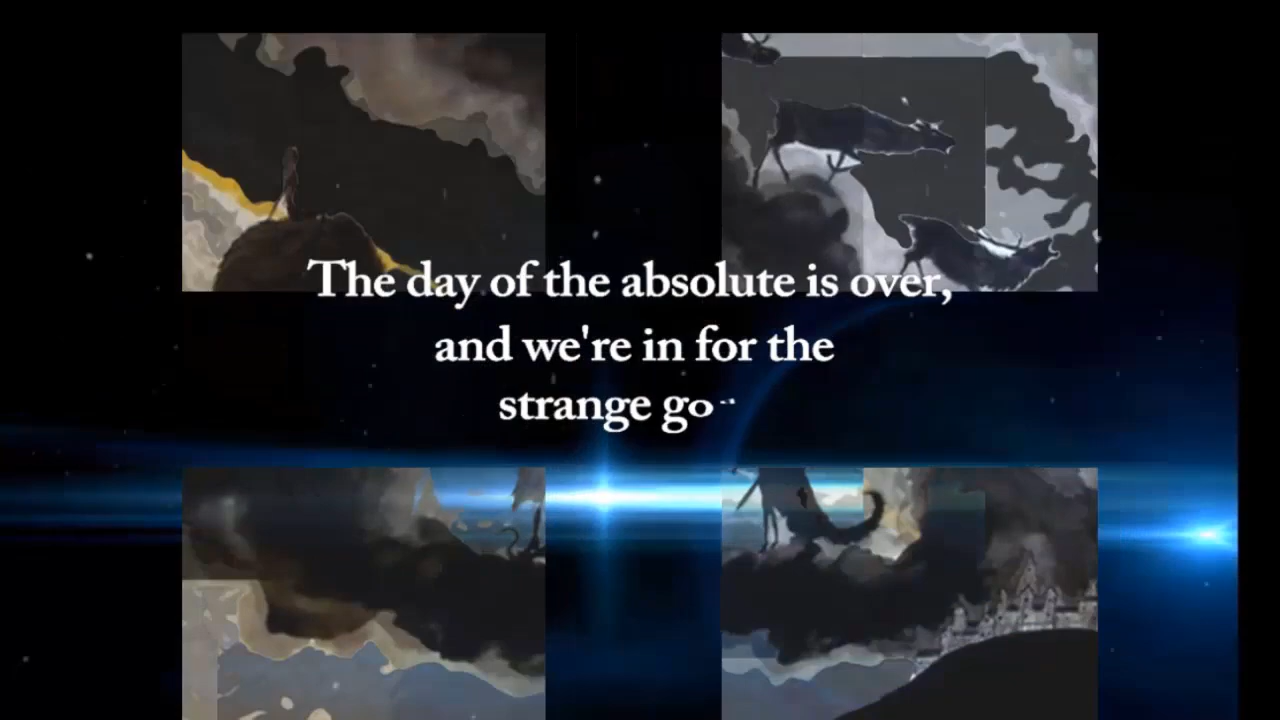 The day of the absolute is over,
and we're in for the
strange go